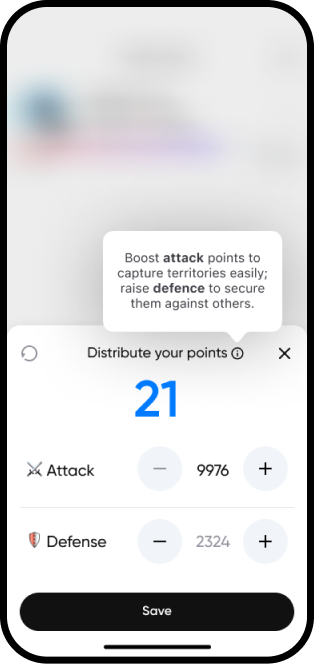 Boost attack points to
capture territories easily;
raise defence to secure
them against others.
Distribute your points
21
Attack
9976
Defense
2324
Save